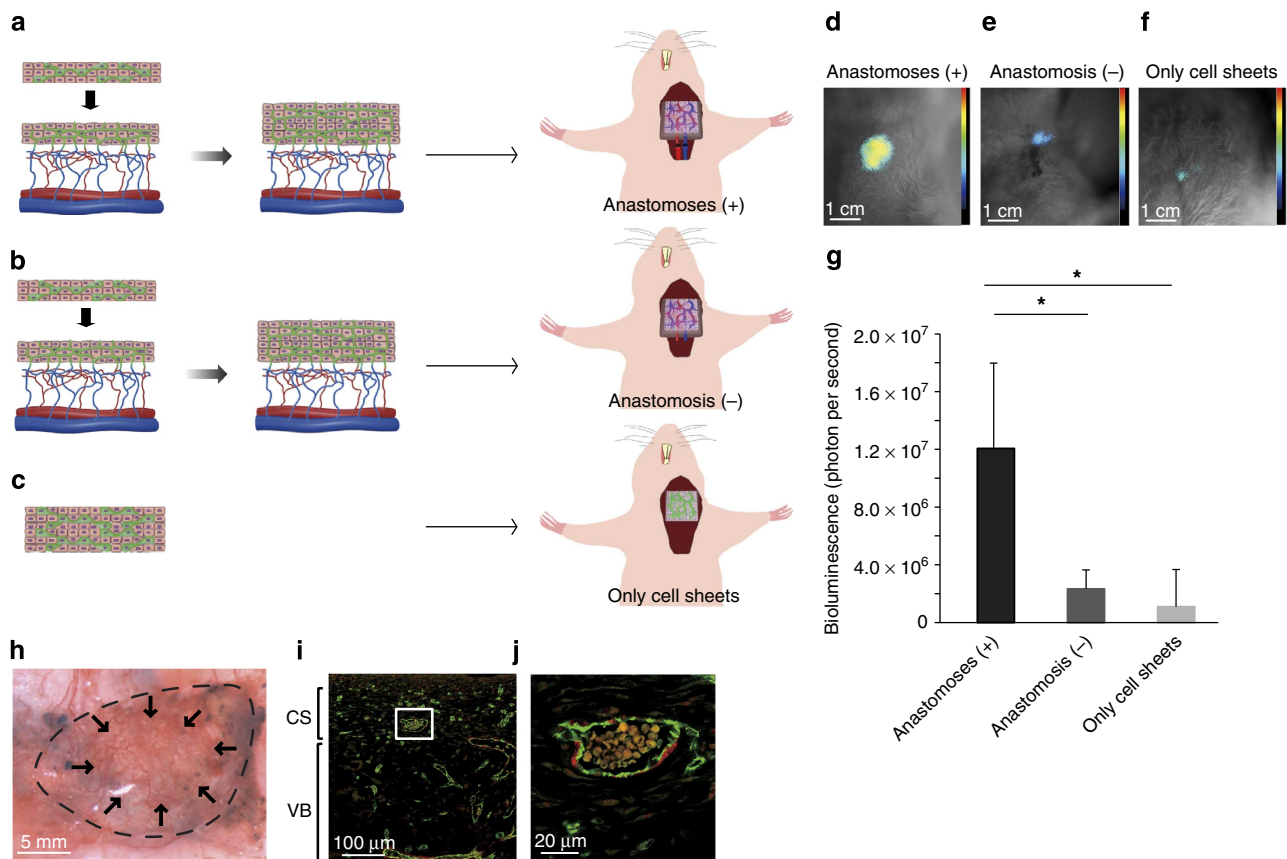 a
Anastomoses (+)
b
Anastomosis (–)
c
Only cell sheets
d
Anastomoses (+)
1 cm
e
Anastomosis (–)
1 cm
f
Only cell sheets
1 cm
g
*
*
Bioluminescence (photon per second)
2.0 × 10⁷
1.6 × 10⁷
1.2 × 10⁷
8.0 × 10⁶
4.0 × 10⁶
0
Anastomoses (+)
Anastomosis (–)
Only cell sheets
h
5 mm
i
CS
VB
100 μm
j
20 μm